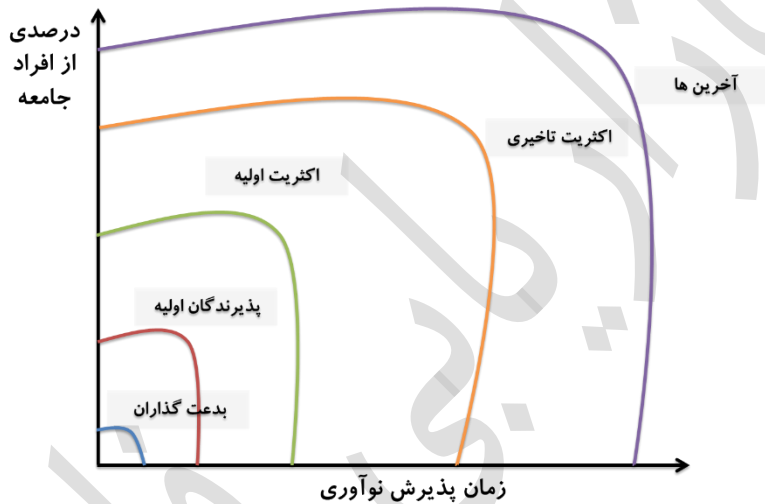 درصدی
از افراد
جامعه
آخرین ها
اکثریت تاخیری
اکثریت اولیه
پذیرندگان اولیه
بدعت گذاران
زمان پذیرش نوآوری